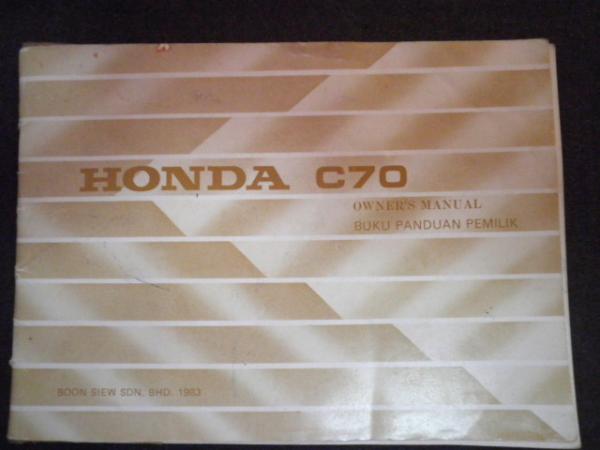 HONDA C70
OWNER'S MANUAL
BUKU PANDUAN PEMILIK
BOON SIEW SDN. BHD. 1983